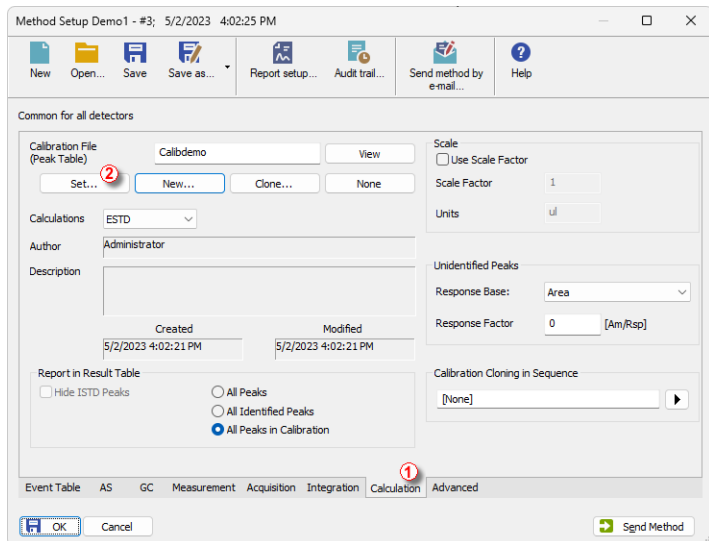 Method Setup Demo1 - #3; 5/2/2023 4:02:25 PM
New Open... Save Save as... Report setup... Audit trail... Send method by e-mail... Help
Common for all detectors
Calibration File
(Peak Table)
Calibdemo
View
2
Set... New... Clone... None
Calculations ESTD
Author Administrator
Description
Created Modified
5/2/2023 4:02:21 PM 5/2/2023 4:02:21 PM
Report in Result Table
Hide ISTD Peaks
All Peaks
All Identified Peaks
All Peaks in Calibration
Scale
Use Scale Factor
Scale Factor 1
Units ul
Unidentified Peaks
Response Base: Area
Response Factor 0 [Am/Rsp]
Calibration Cloning in Sequence
[None]
1
Event Table AS GC Measurement Acquisition Integration Calculation Advanced
OK Cancel Send Method